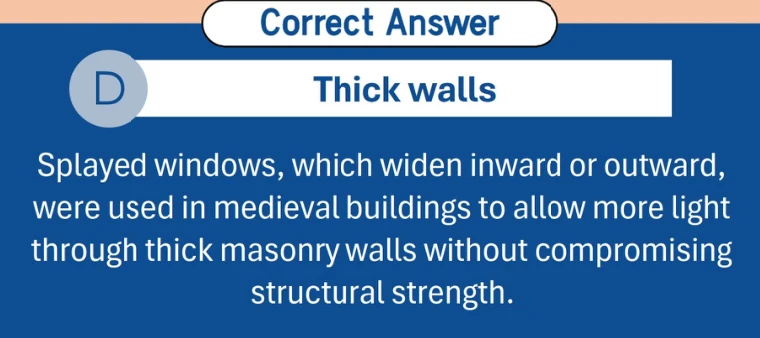 Correct Answer
D
Thick walls
Splayed windows, which widen inward or outward,
were used in medieval buildings to allow more light
through thick masonry walls without compromising
structural strength.